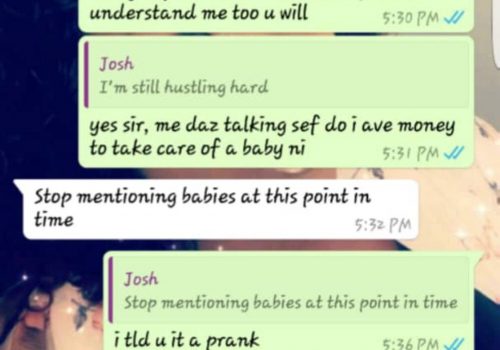 understand me too u will
5:30 PM
Josh
I'm still hustling hard
yes sir, me daz talking sef do i ave money
to take care of a baby ni
5:31 PM
Stop mentioning babies at this point in
time
5:32 PM
Josh
Stop mentioning babies at this point in time
i tld u it a prank
5:36 PM